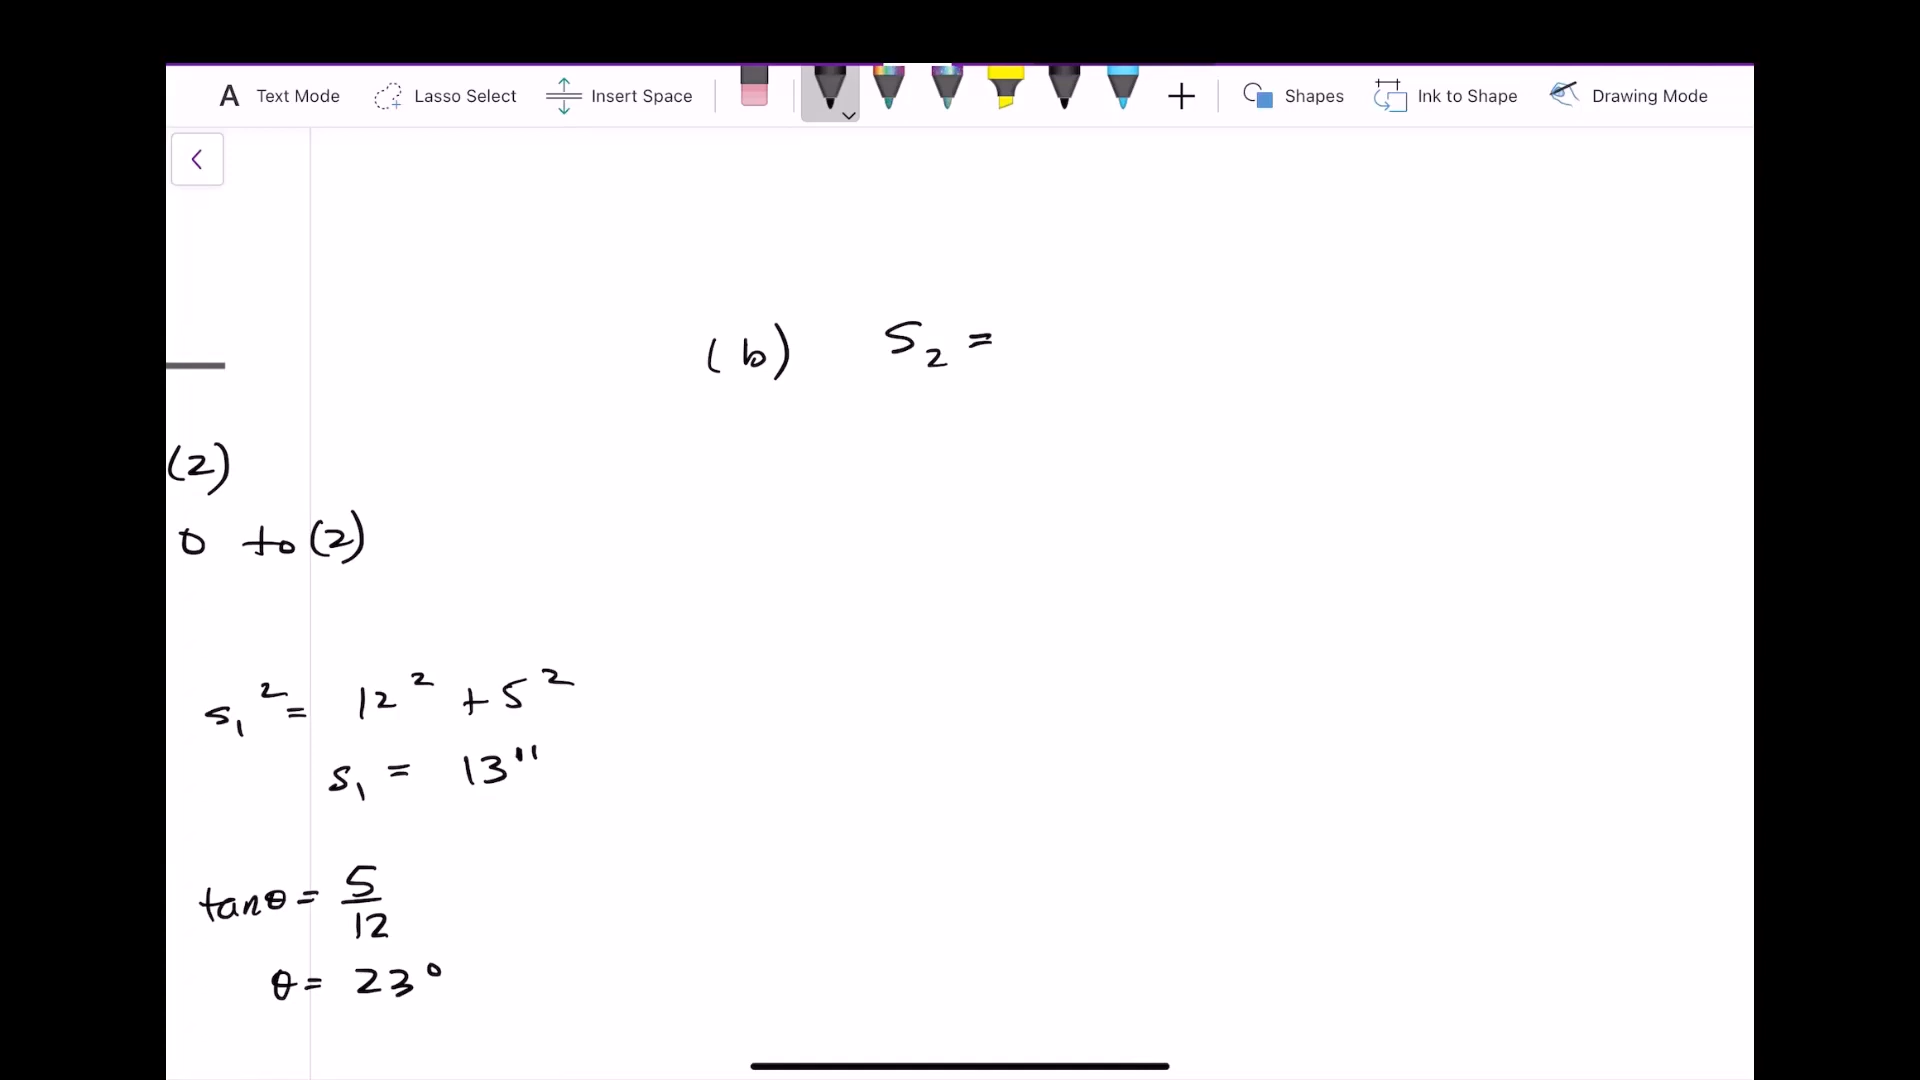 A Text Mode Lasso Select Insert Space Shapes Ink to Shape Drawing Mode
(b) S₂ =
(2)
0 to (2)
s₁² = 12² + 5²
s₁ = 13"
tanθ = 5/12
θ = 23°